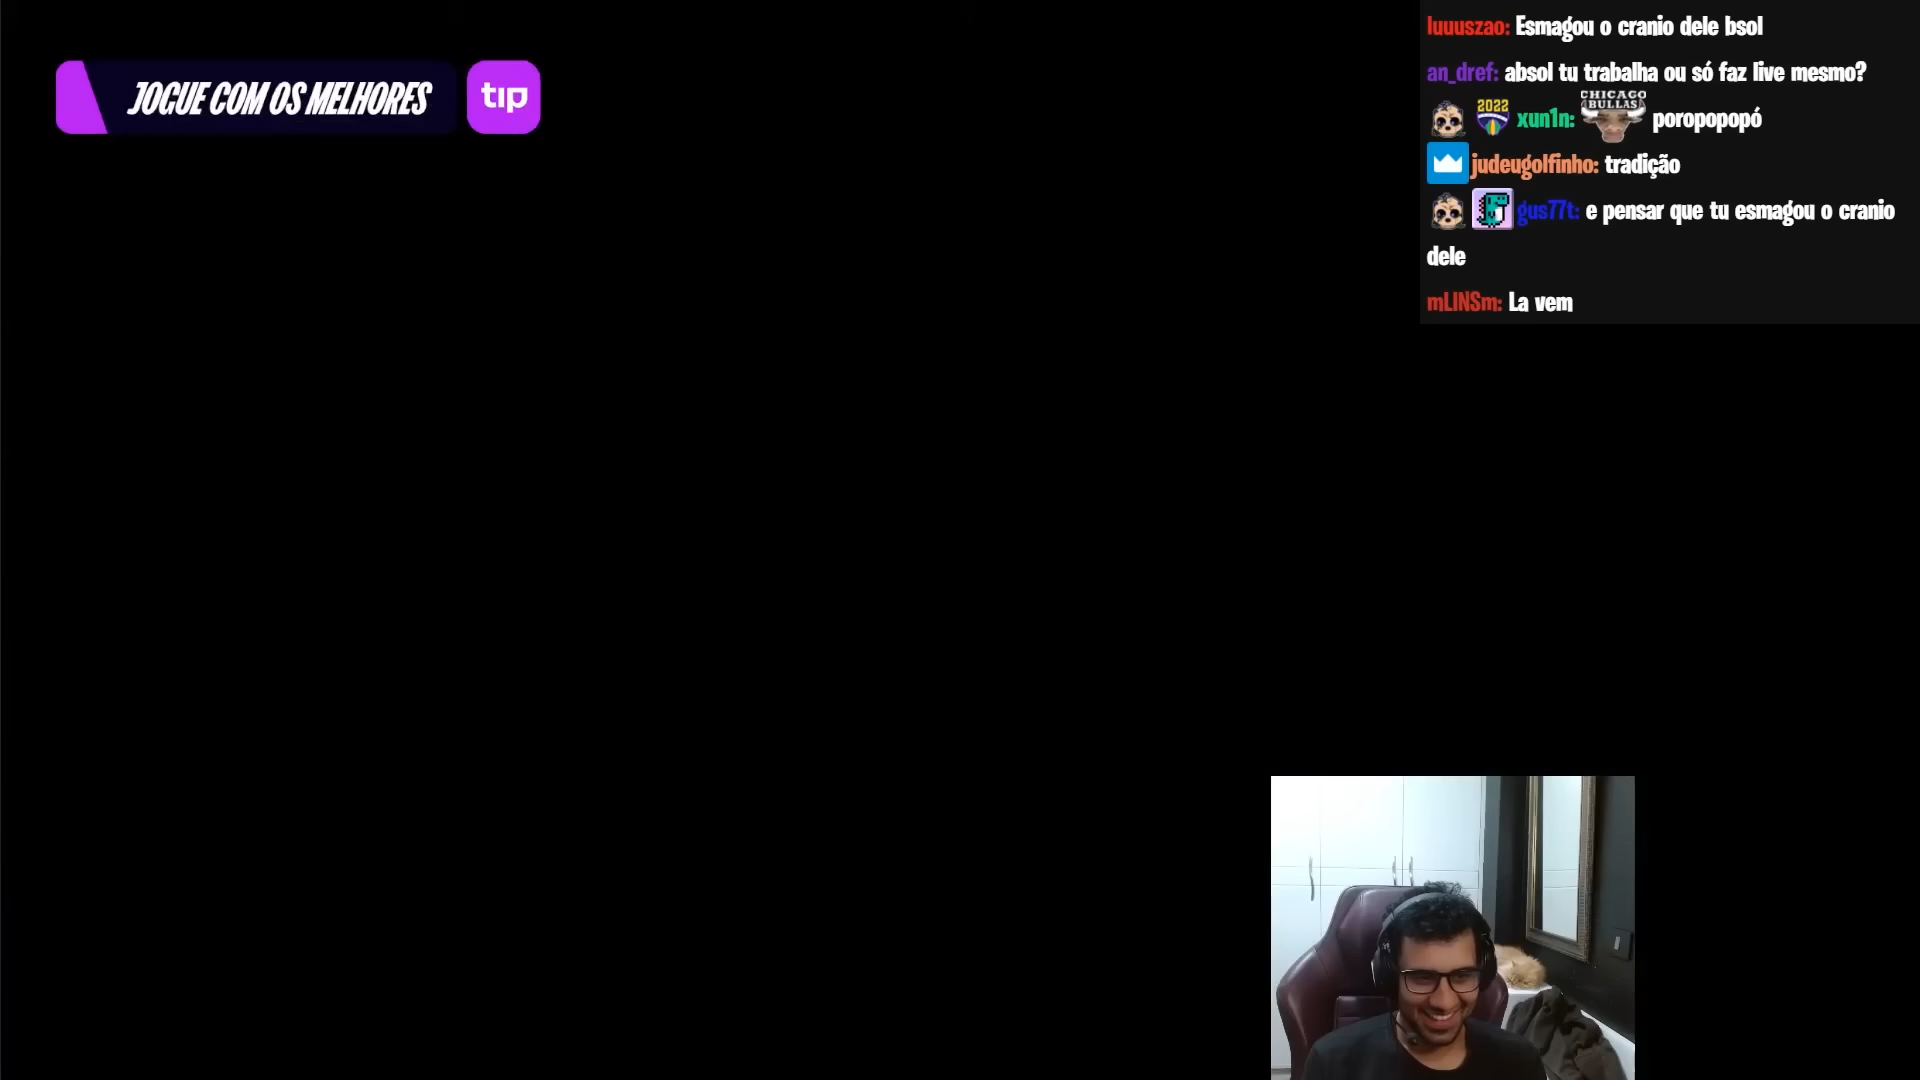 JOGUE COM OS MELHORES tip
luuuszao: Esmagou o cranio dele bsol
an_dref: absol tu trabalha ou só faz live mesmo?
2022 xun1n: CHICAGO BULLAS poropopopó
judeugolfinho: tradição
gus77t: e pensar que tu esmagou o cranio
dele
mLINSm: La vem